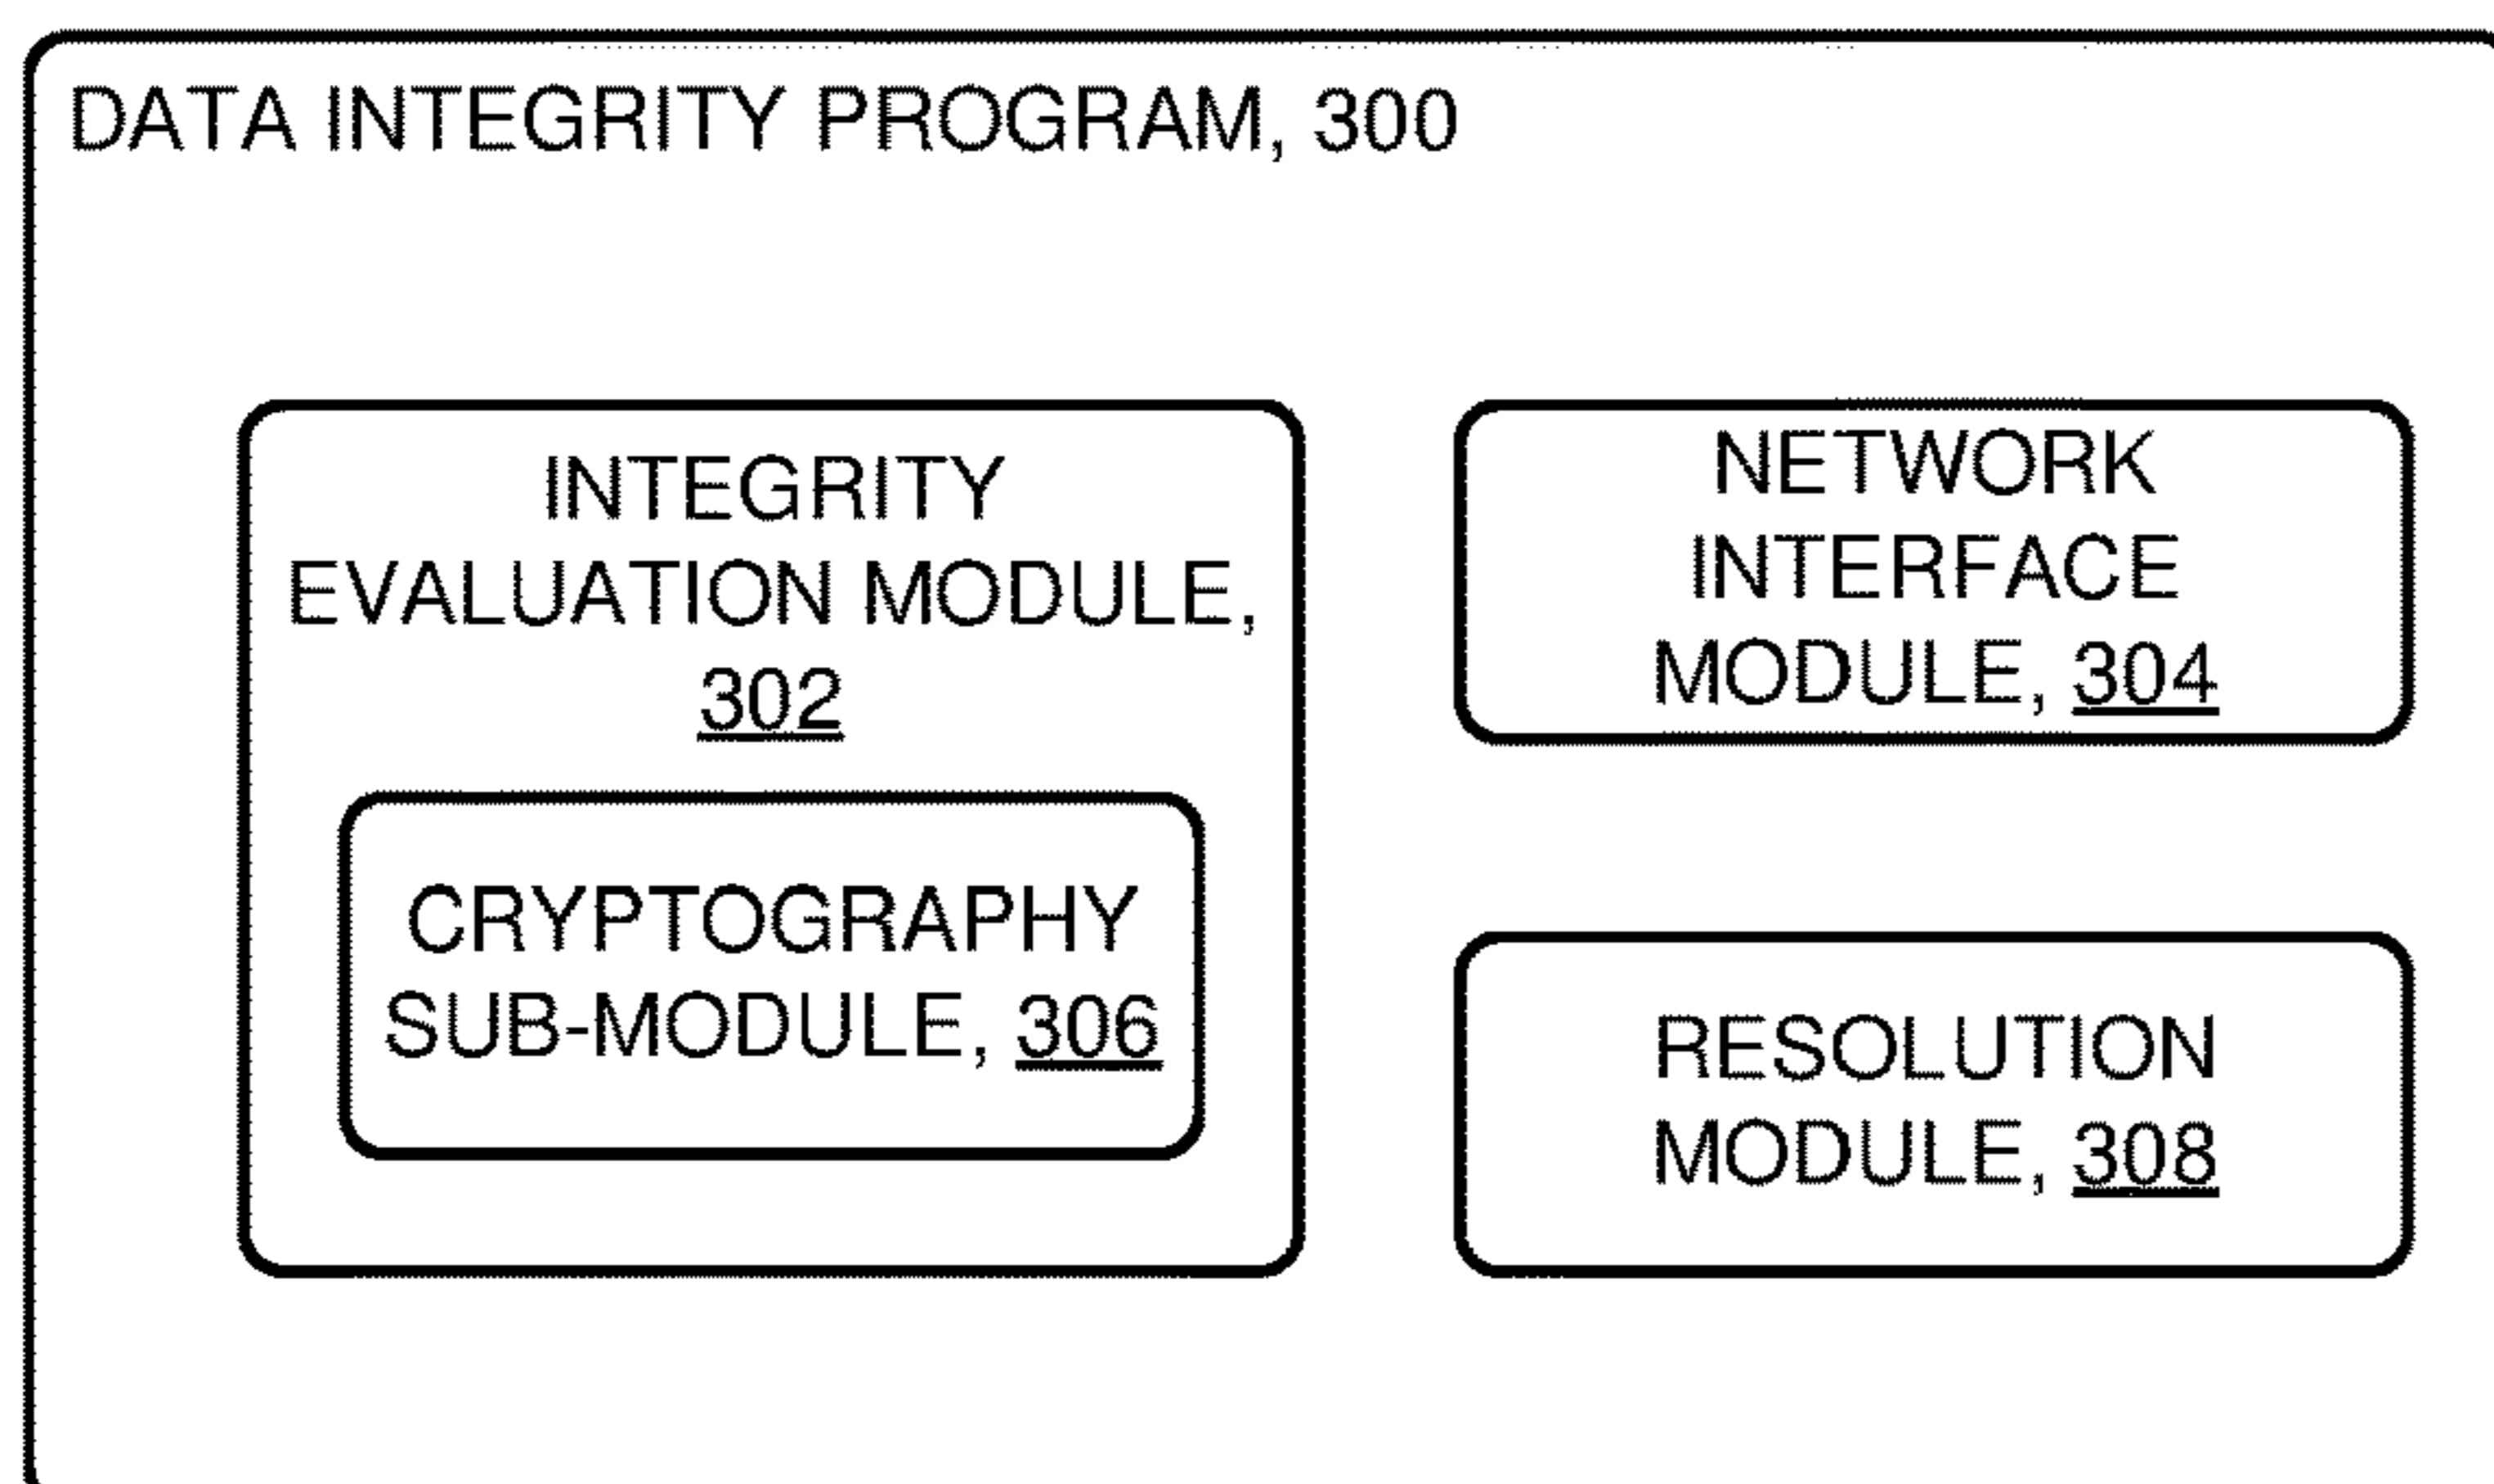 DATA INTEGRITY PROGRAM, 300
INTEGRITY
EVALUATION MODULE,
302
CRYPTOGRAPHY
SUB-MODULE, 306
NETWORK
INTERFACE
MODULE, 304
RESOLUTION
MODULE, 308